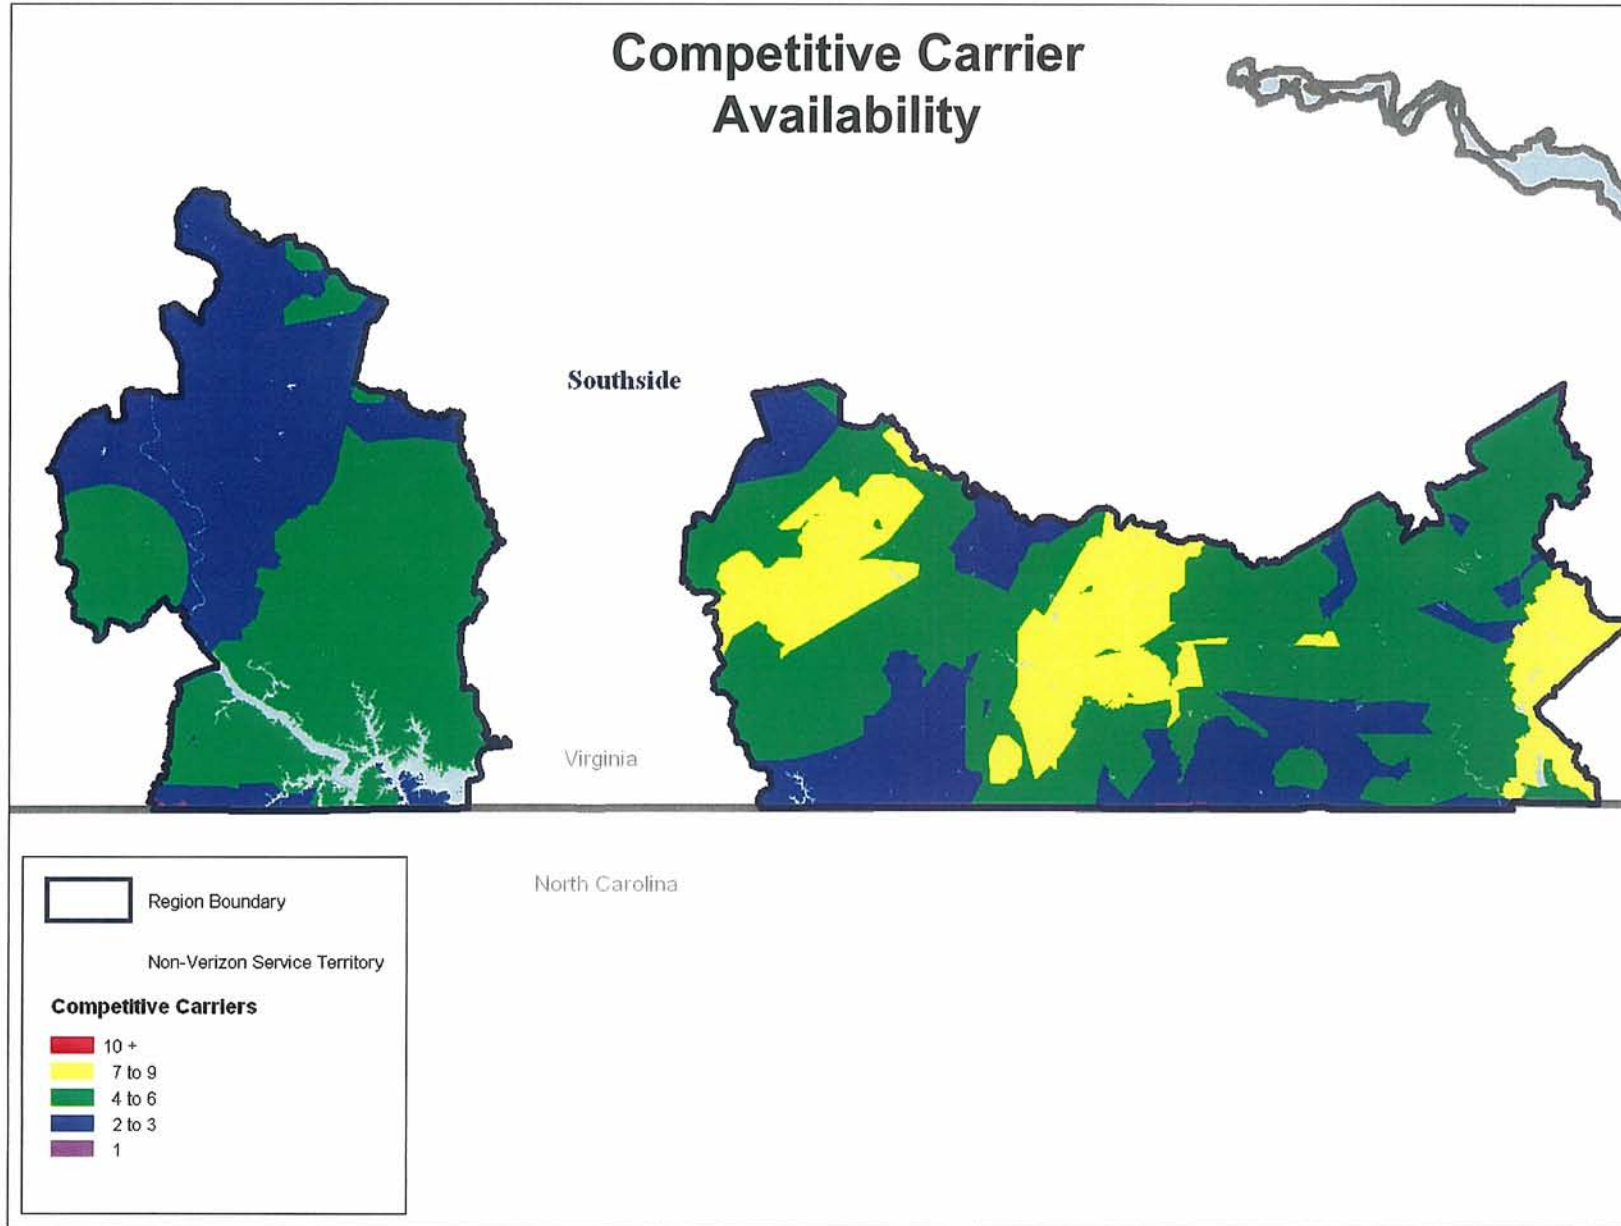 Competitive Carrier
Availability
Southside
Virginia
North Carolina
Region Boundary
Non-Verizon Service Territory
Competitive Carriers
10 +
7 to 9
4 to 6
2 to 3
1